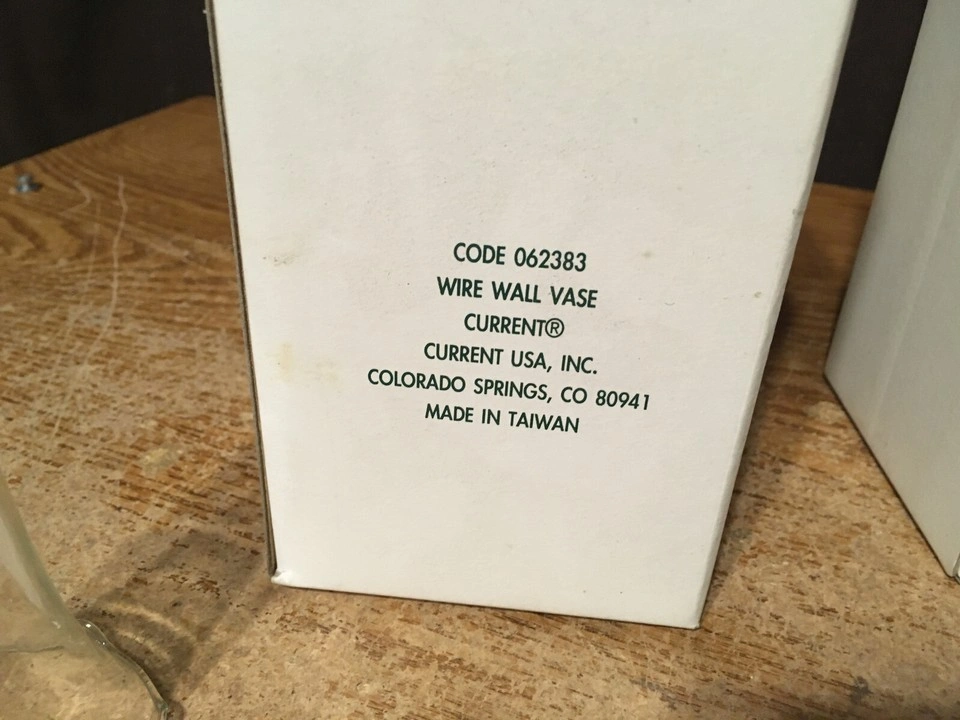 CODE 062383
WIRE WALL VASE
CURRENT®
CURRENT USA, INC.
COLORADO SPRINGS, CO 80941
MADE IN TAIWAN